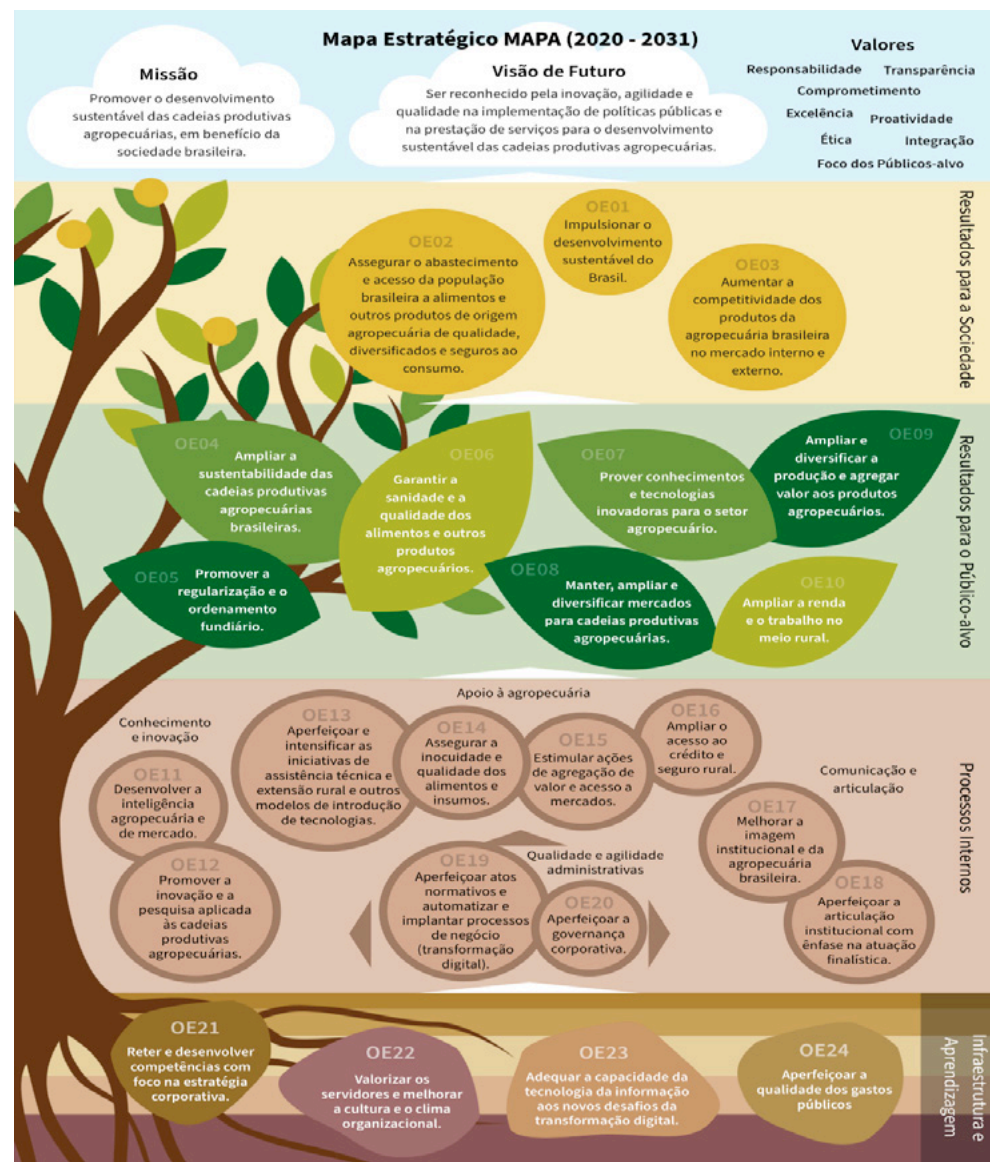 Mapa Estratégico MAPA (2020 - 2031)
Missão
Promover o desenvolvimento
sustentável das cadeias produtivas
agropecuárias, em benefício da
sociedade brasileira.
Visão de Futuro
Ser reconhecido pela inovação, agilidade e
qualidade na implementação de políticas públicas e
na prestação de serviços para o desenvolvimento
sustentável das cadeias produtivas agropecuárias.
Valores
Responsabilidade Transparência
Comprometimento
Excelência Proatividade
Ética Integração
Foco dos Públicos-alvo
Resultados para a Sociedade
OE01
Impulsionar o
desenvolvimento
sustentável do
Brasil.
OE02
Assegurar o abastecimento
e acesso da população
brasileira a alimentos e
outros produtos de origem
agropecuária de qualidade,
diversificados e seguros ao
consumo.
OE03
Aumentar a
competitividade dos
produtos da
agropecuária brasileira
no mercado interno e
externo.
Resultados para o Público-alvo
OE04
Ampliar a
sustentabilidade das
cadeias produtivas
agropecuárias
brasileiras.
OE05
Promover a
regularização e o
ordenamento
fundiário.
OE06
Garantir a
sanidade e a
qualidade dos
alimentos e outros
produtos
agropecuários.
OE07
Prover conhecimentos
e tecnologias
inovadoras para o setor
agropecuário.
OE08
Manter, ampliar e
diversificar mercados
para cadeias produtivas
agropecuárias.
OE09
Ampliar e
diversificar a
produção e agregar
valor aos produtos
agropecuários.
OE10
Ampliar a renda
e o trabalho no
meio rural.
Processos Internos
Conhecimento
e inovação
OE11
Desenvolver a
inteligência
agropecuária e
de mercado.
OE12
Promover a
inovação e a
pesquisa aplicada
às cadeias
produtivas
agropecuárias.
Apoio à agropecuária
OE13
Aperfeiçoar e
intensificar as
iniciativas de
assistência técnica e
extensão rural e outros
modelos de introdução
de tecnologias.
OE14
Assegurar a
inocuidade e
qualidade dos
alimentos e
insumos.
OE15
Estimular ações
de agregação de
valor e acesso a
mercados.
OE16
Ampliar o
acesso ao
crédito e
seguro rural.
Comunicação e
articulação
OE17
Melhorar a
imagem
institucional e da
agropecuária
brasileira.
OE18
Aperfeiçoar a
articulação
institucional com
ênfase na atuação
finalística.
Qualidade e agilidade
administrativas
OE19
Aperfeiçoar atos
normativos e
automatizar e
implantar processos
de negócio
(transformação
digital).
OE20
Aperfeiçoar a
governança
corporativa.
Infraestrutura e
Aprendizagem
OE21
Reter e desenvolver
competências com
foco na estratégia
corporativa.
OE22
Valorizar os
servidores e melhorar
a cultura e o clima
organizacional.
OE23
Adequar a capacidade da
tecnologia da informação
aos novos desafios da
transformação digital.
OE24
Aperfeiçoar a
qualidade dos gastos
públicos